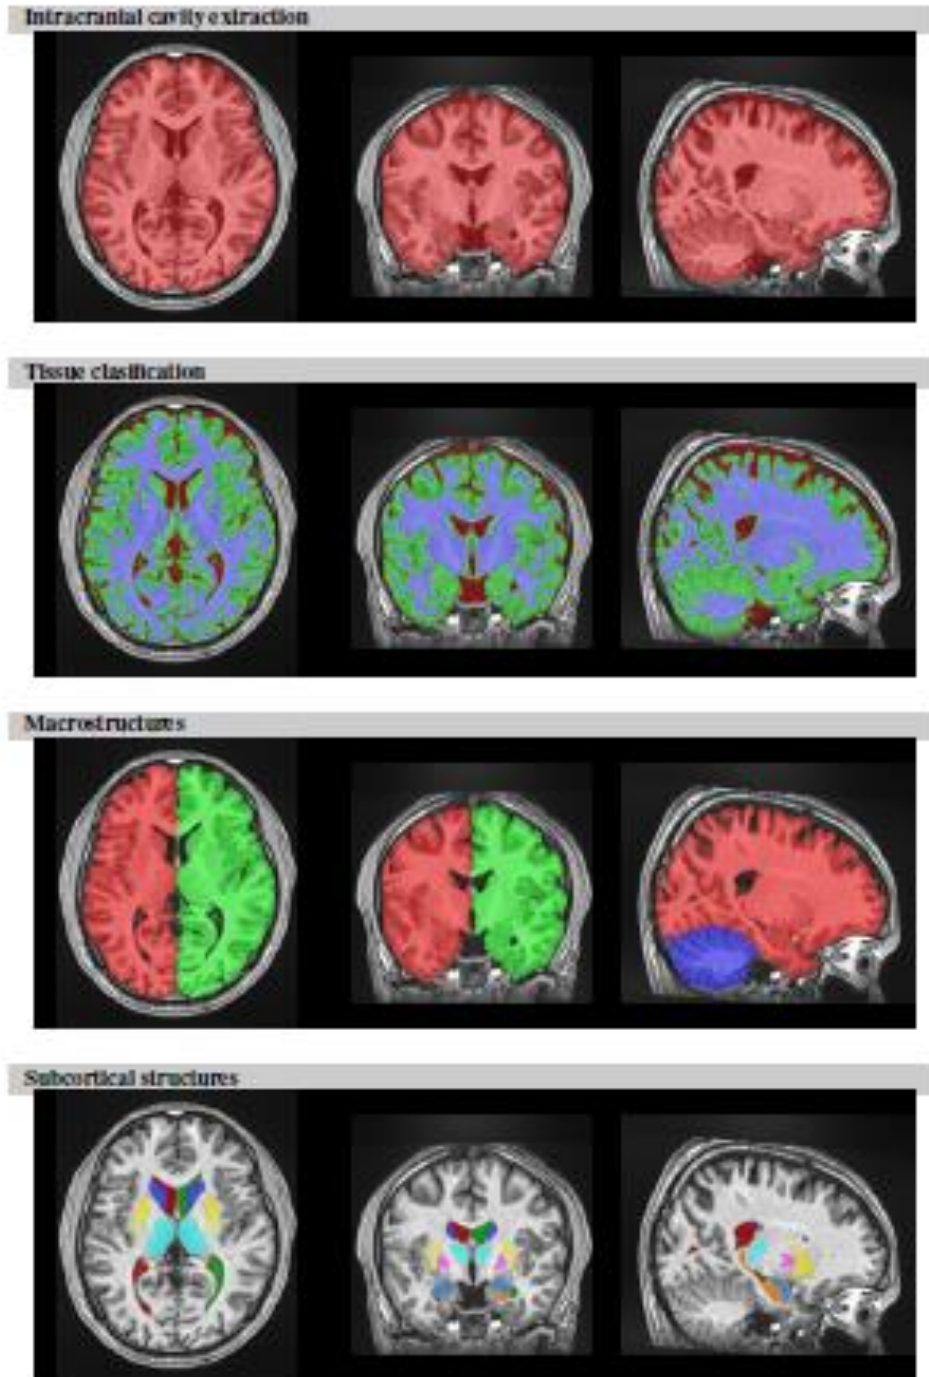 Intracranial cavity extraction
Tissue clasification
Macrostructures
Subcortical structures